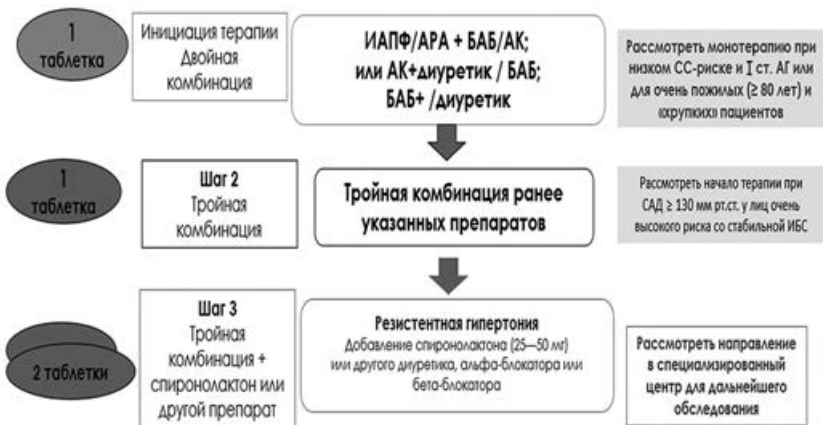 1
таблетка
Инициация терапии
Двойная
комбинация
ИАПФ/АРА + БАБ/АК;
или АК+диуретик / БАБ;
БАБ+ /диуретик
Рассмотреть монотерапию при
низком СС-риске и I ст. АГ или
для очень пожилых (≥ 80 лет) и
«хрупких» пациентов
1
таблетка
Шаг 2
Тройная
комбинация
Тройная комбинация ранее
указанных препаратов
Рассмотреть начало терапии при
САД ≥ 130 мм рт.ст. у лиц очень
высокого риска со стабильной ИБС
2 таблетки
Шаг 3
Тройная
комбинация +
спиронолактон или
другой препарат
Резистентная гипертония
Добавление спиронолактона (25—50 мг)
или другого диуретика, альфа-блокатора или
бета-блокатора
Рассмотреть направление
в специализированный
центр для дальнейшего
обследования